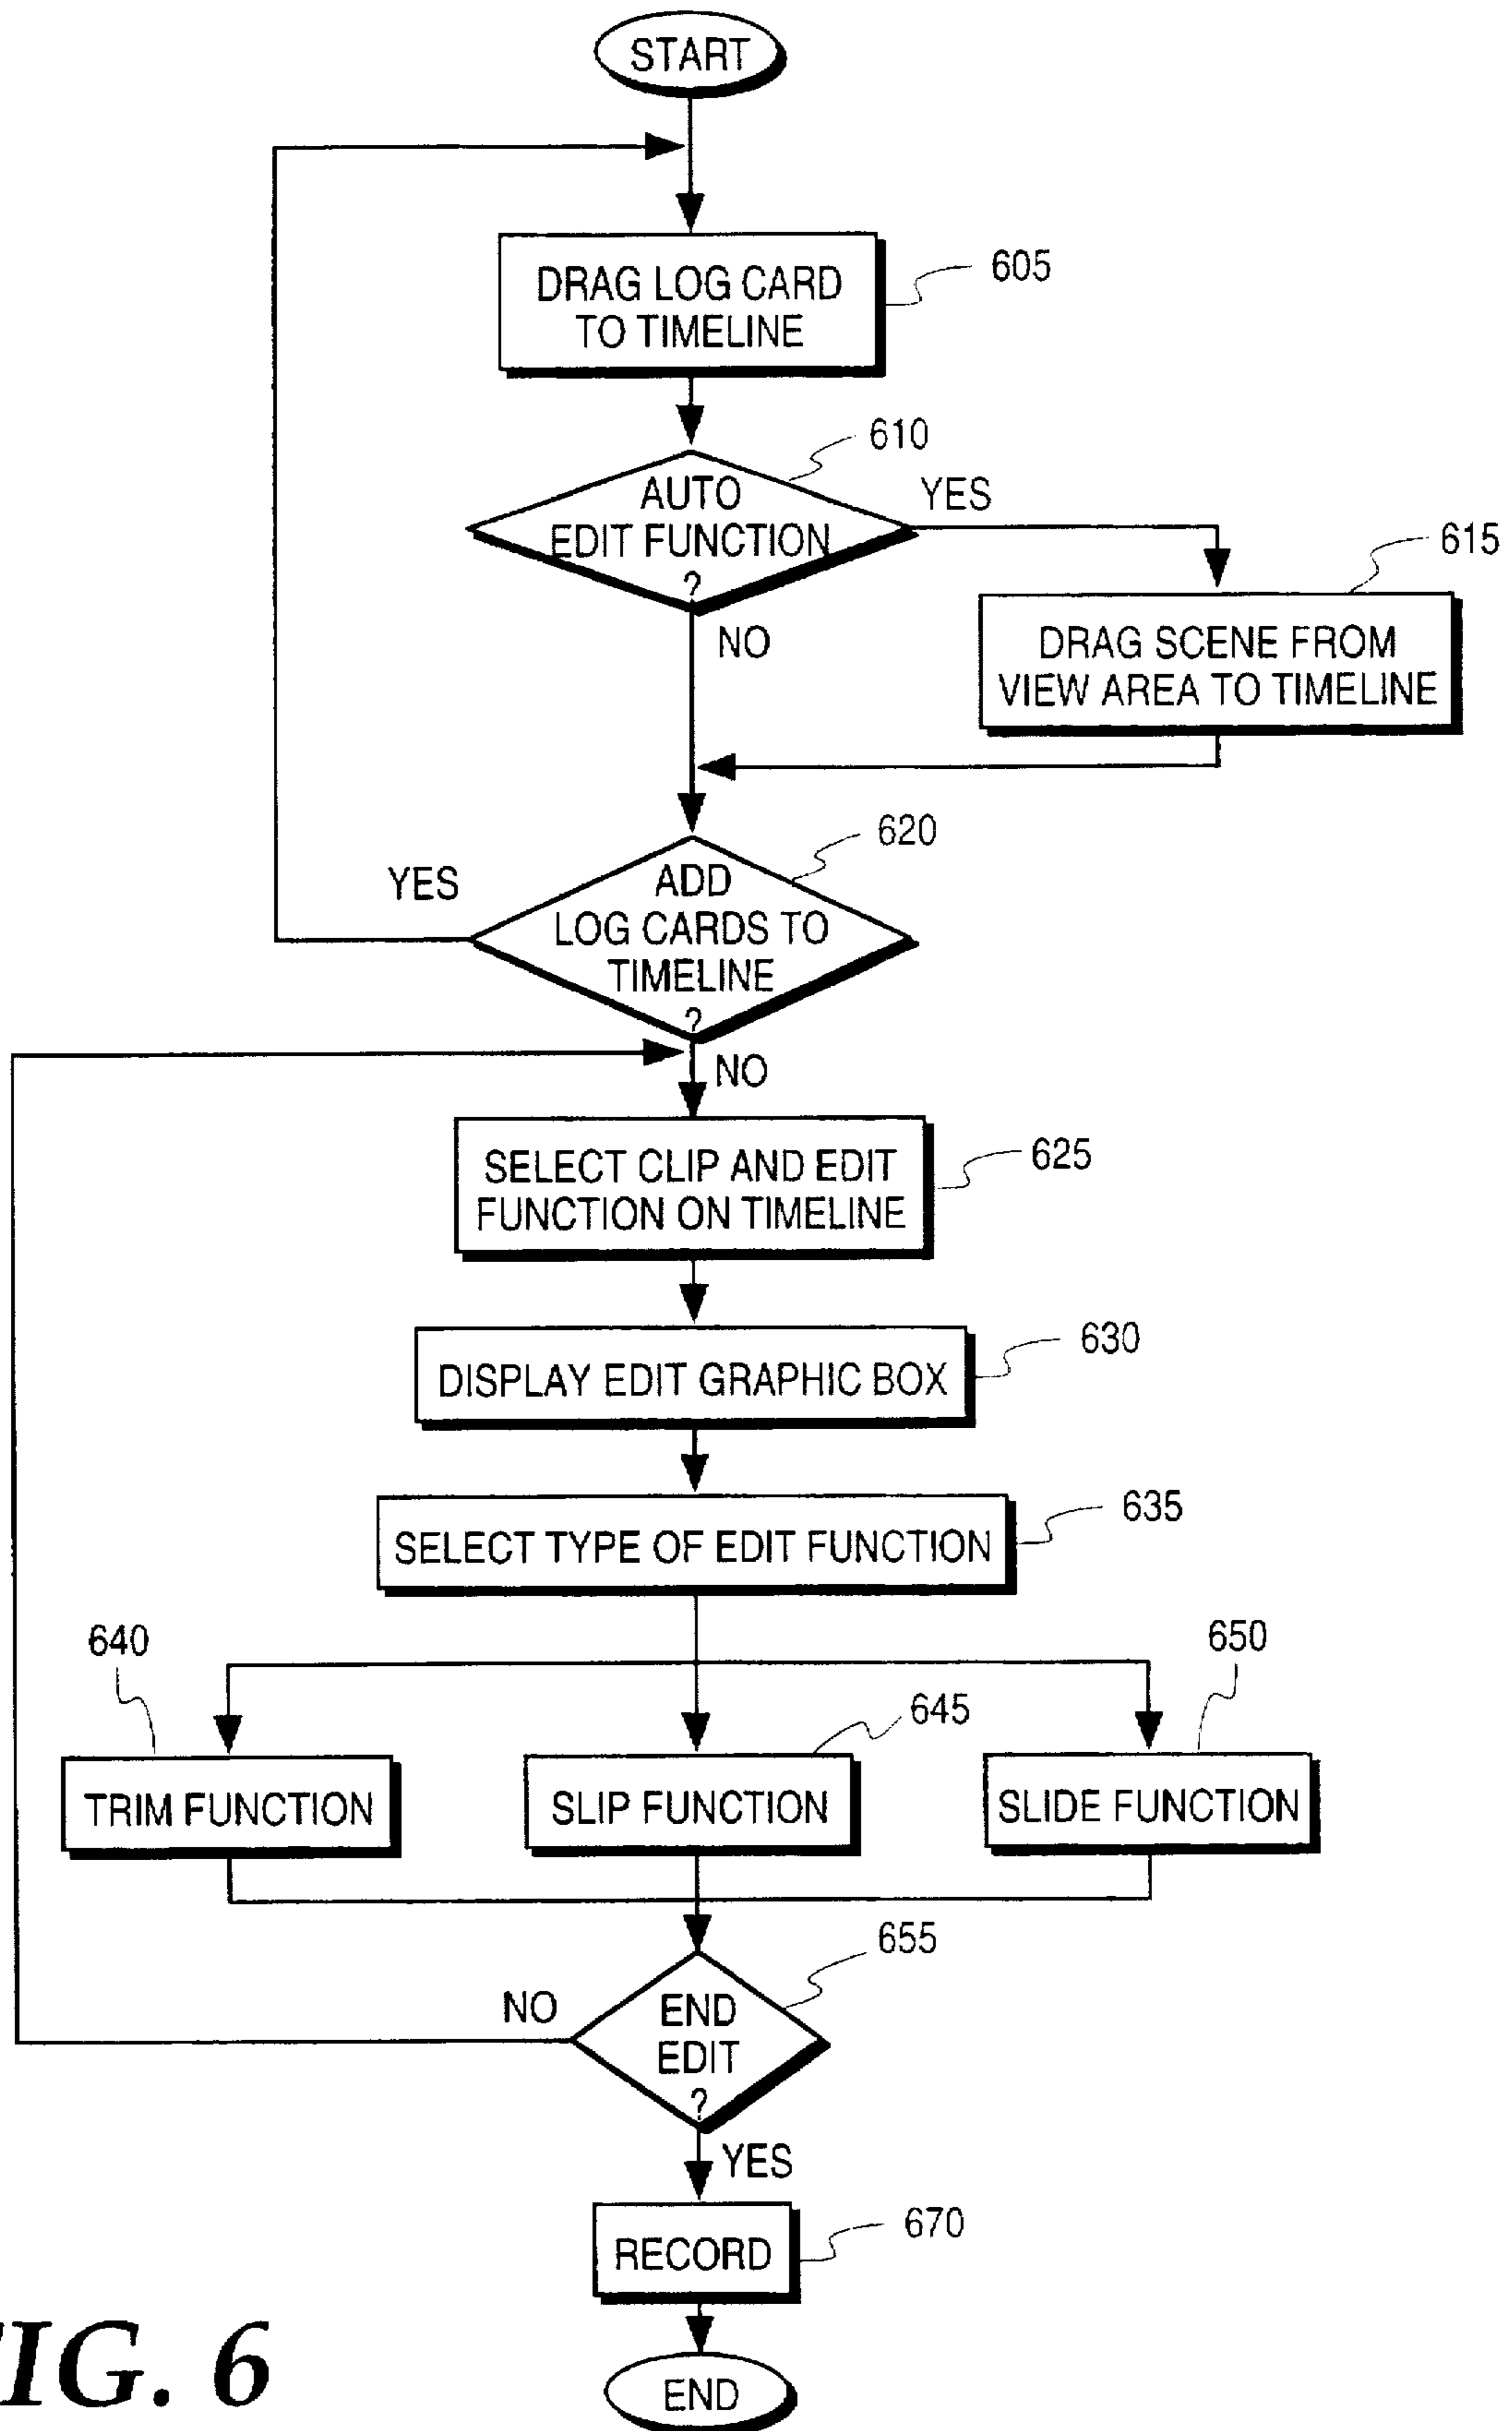 START
DRAG LOG CARD
TO TIMELINE
605
AUTO
EDIT FUNCTION
?
610
YES
NO
DRAG SCENE FROM
VIEW AREA TO TIMELINE
615
ADD
LOG CARDS TO
TIMELINE
?
620
YES
NO
SELECT CLIP AND EDIT
FUNCTION ON TIMELINE
625
DISPLAY EDIT GRAPHIC BOX
630
SELECT TYPE OF EDIT FUNCTION
635
640
TRIM FUNCTION
645
SLIP FUNCTION
650
SLIDE FUNCTION
655
END
EDIT
?
NO
YES
RECORD
670
END
IG. 6